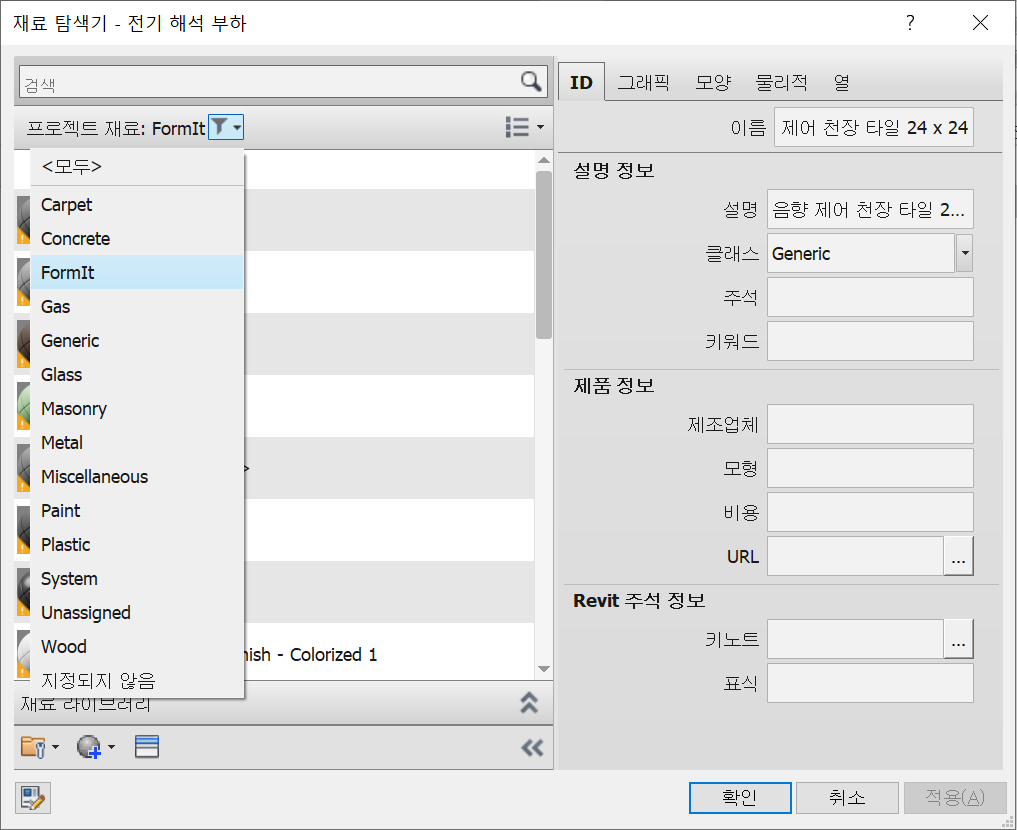 재료 탐색기 - 전기 해석 부하
?
검색
프로젝트 재료: FormIt
<모두>
Carpet
Concrete
FormIt
Gas
Generic
Glass
Masonry
Metal
Miscellaneous
Paint
Plastic
System
Unassigned
Wood
지정되지 않음
>
nish - Colorized 1
재료 라이브러리
ID 그래픽 모양 물리적 열
이름 제어 천장 타일 24 x 24
설명 정보
설명 음향 제어 천장 타일 2...
클래스 Generic
주석
키워드
제품 정보
제조업체
모형
비용
URL ...
Revit 주석 정보
키노트 ...
표식
확인 취소 적용(A)